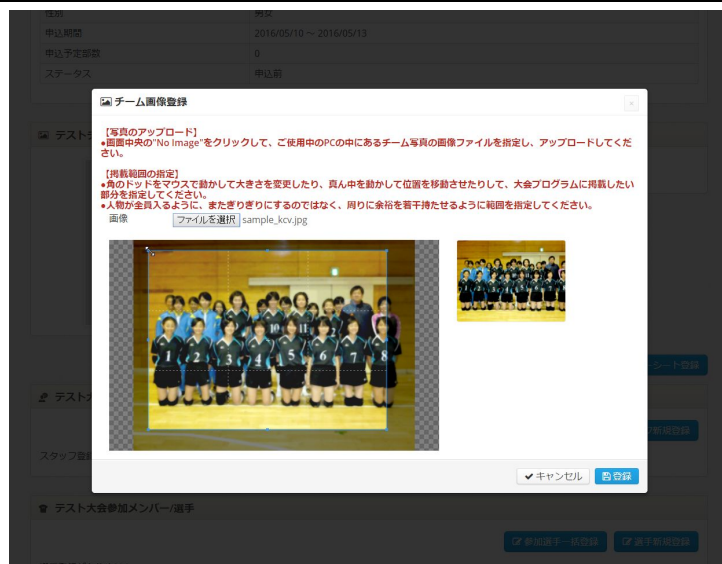 性別 男女
申込期間 2016/05/10 ~ 2016/05/13
申込予定部数 0
ステータス 申込前
チーム画像登録 ×
テスト
【写真のアップロード】
●画面中央の"No Image"をクリックして、ご使用中のPCの中にあるチーム写真の画像ファイルを指定し、アップロードしてくだ
さい。
【掲載範囲の指定】
●角のドッドをマウスで動かして大きさを変更したり、真ん中を動かして位置を移動させたりして、大会プログラムに掲載したい
部分を指定してください。
●人物が全員入るように、またぎりぎりにするのではなく、周りに余裕を若干持たせるように範囲を指定してください。
画像 ファイルを選択 sample_kcv.jpg
10 11
1 2 3 4 5 6 7 8
シート登録
テスト大
新規登録
スタッフ登録
キャンセル 登録
テスト大会参加メンバー/選手
参加選手一括登録 選手新規登録